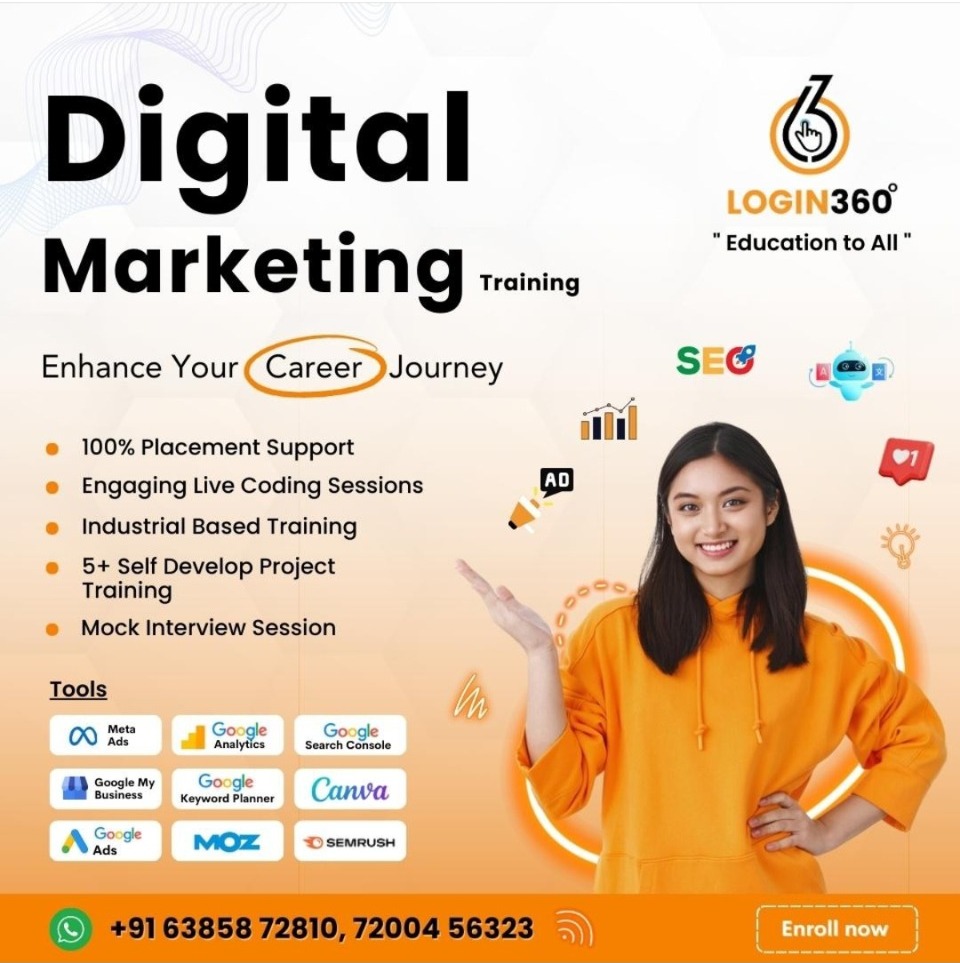 Digital
Marketing Training
LOGIN360°
" Education to All "
Enhance Your Career Journey
SEO
A 文
AD
1
100% Placement Support
Engaging Live Coding Sessions
Industrial Based Training
5+ Self Develop Project
Training
Mock Interview Session
Tools
Meta
Ads
Google
Analytics
Google
Search Console
Google My
Business
Google
Keyword Planner
Canva
Google
Ads
MOZ
SEMRUSH
+91 63858 72810, 72004 56323
Enroll now